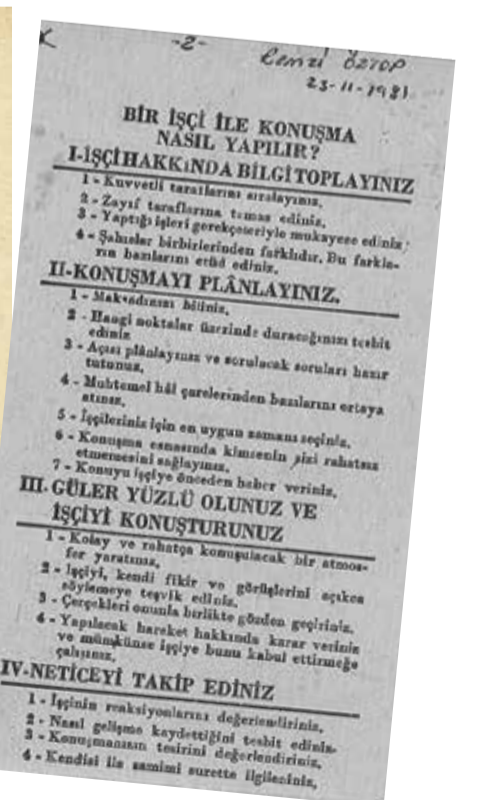 -2-
Cemzi ÖZTOP
23-11-1981
BİR İŞÇİ İLE KONUŞMA
NASIL YAPILIR?
I-İŞÇİ HAKKINDA BİLGİ TOPLAYINIZ
1 - Kuvvetli taraflarını sıralayınız.
2 - Zayıf taraflarına temas ediniz.
3 - Yaptığı işleri gerekçeleriyle mukayese ediniz.
4 - Şahıslar birbirlerinden farklıdır. Bu farkla-
rın bazılarını etüd ediniz.
II-KONUŞMAYI PLÂNLAYINIZ.
1 - Maksadınızı biliniz.
2 - Hangi noktalar üzerinde duracağınızı tesbit
ediniz
3 - Açısı plânlayınız ve sorulacak soruları hazır
tutunuz.
4 - Muhtemel hâl çarelerinden bazılarını ortaya
atınız.
5 - İşçileriniz için en uygun zamanı seçiniz.
6 - Konuşma esnasında kimsenin sizi rahatsız
etmemesini sağlayınız.
7 - Konuyu işçiye önceden haber veriniz.
III. GÜLER YÜZLÜ OLUNUZ VE
İŞÇİYİ KONUŞTURUNUZ
1 - Kolay ve rahatça konuşulacak bir atmos-
fer yaratınız.
2 - İşçiyi, kendi fikir ve görüşlerini açıkca
söylemeye teşvik ediniz.
3 - Gerçekleri onunla birlikte gözden geçiriniz.
4 - Yapılacak hareket hakkında karar veriniz
ve mümkünse işçiye bunu kabul ettirmeğe
çalışınız.
IV-NETİCEYİ TAKİP EDİNİZ
1 - İşçinin reaksiyonlarını değerlendiriniz.
2 - Nasıl gelişme kaydettiğini tesbit ediniz.
3 - Konuşmanızın tesirini değerlendiriniz.
4 - Kendisi ile samimi surette ilgileniniz.